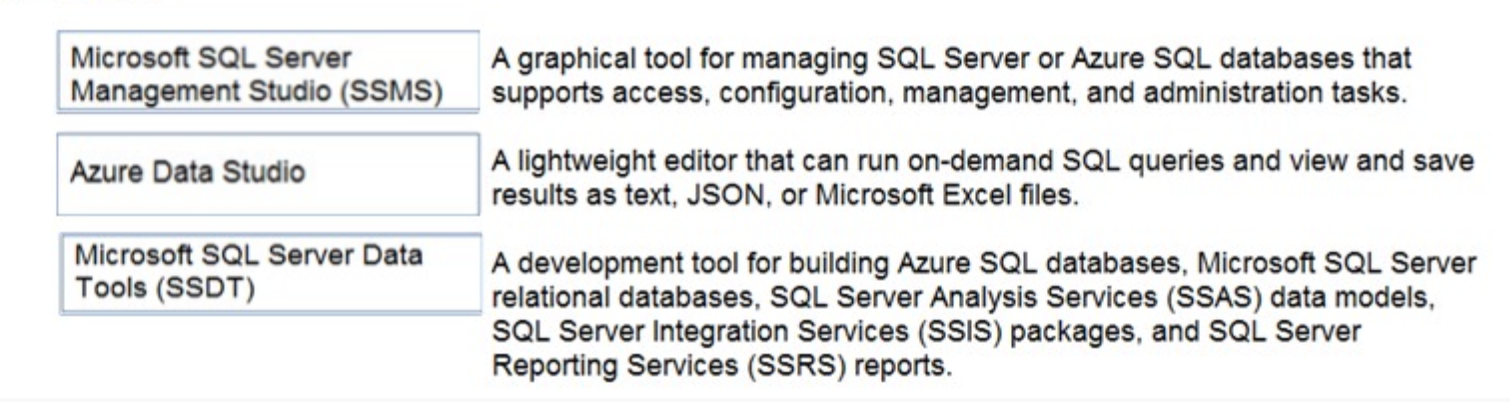 Microsoft SQL Server
Management Studio (SSMS)
A graphical tool for managing SQL Server or Azure SQL databases that
supports access, configuration, management, and administration tasks.
Azure Data Studio
A lightweight editor that can run on-demand SQL queries and view and save
results as text, JSON, or Microsoft Excel files.
Microsoft SQL Server Data
Tools (SSDT)
A development tool for building Azure SQL databases, Microsoft SQL Server
relational databases, SQL Server Analysis Services (SSAS) data models,
SQL Server Integration Services (SSIS) packages, and SQL Server
Reporting Services (SSRS) reports.